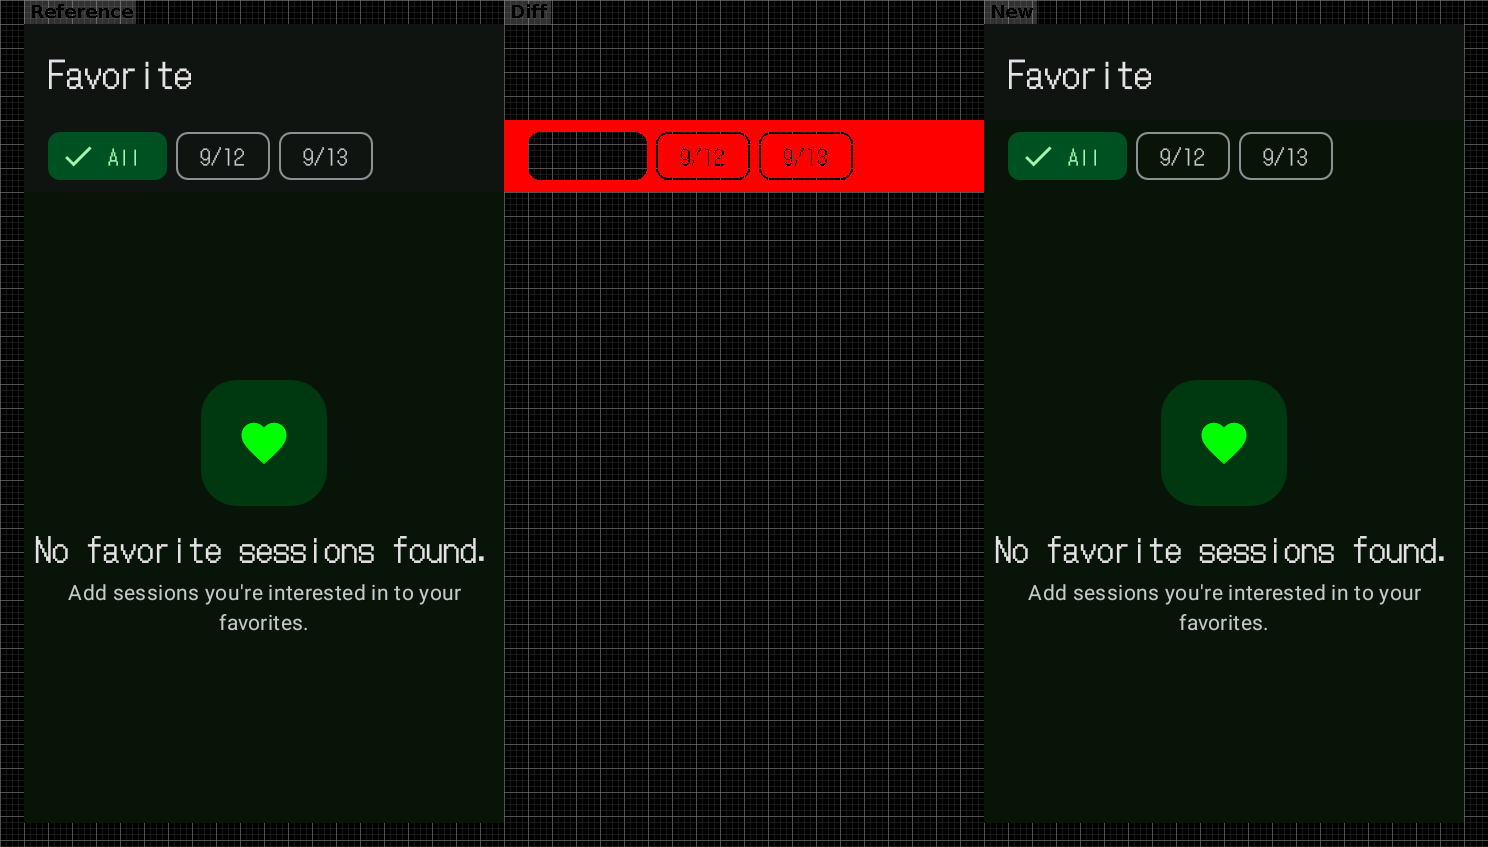 Reference
Diff
New
Favorite
All
9/12
9/13
No favorite sessions found.
Add sessions you're interested in to your
favorites.
9/12
9/13
Favorite
All
9/12
9/13
No favorite sessions found.
Add sessions you're interested in to your
favorites.